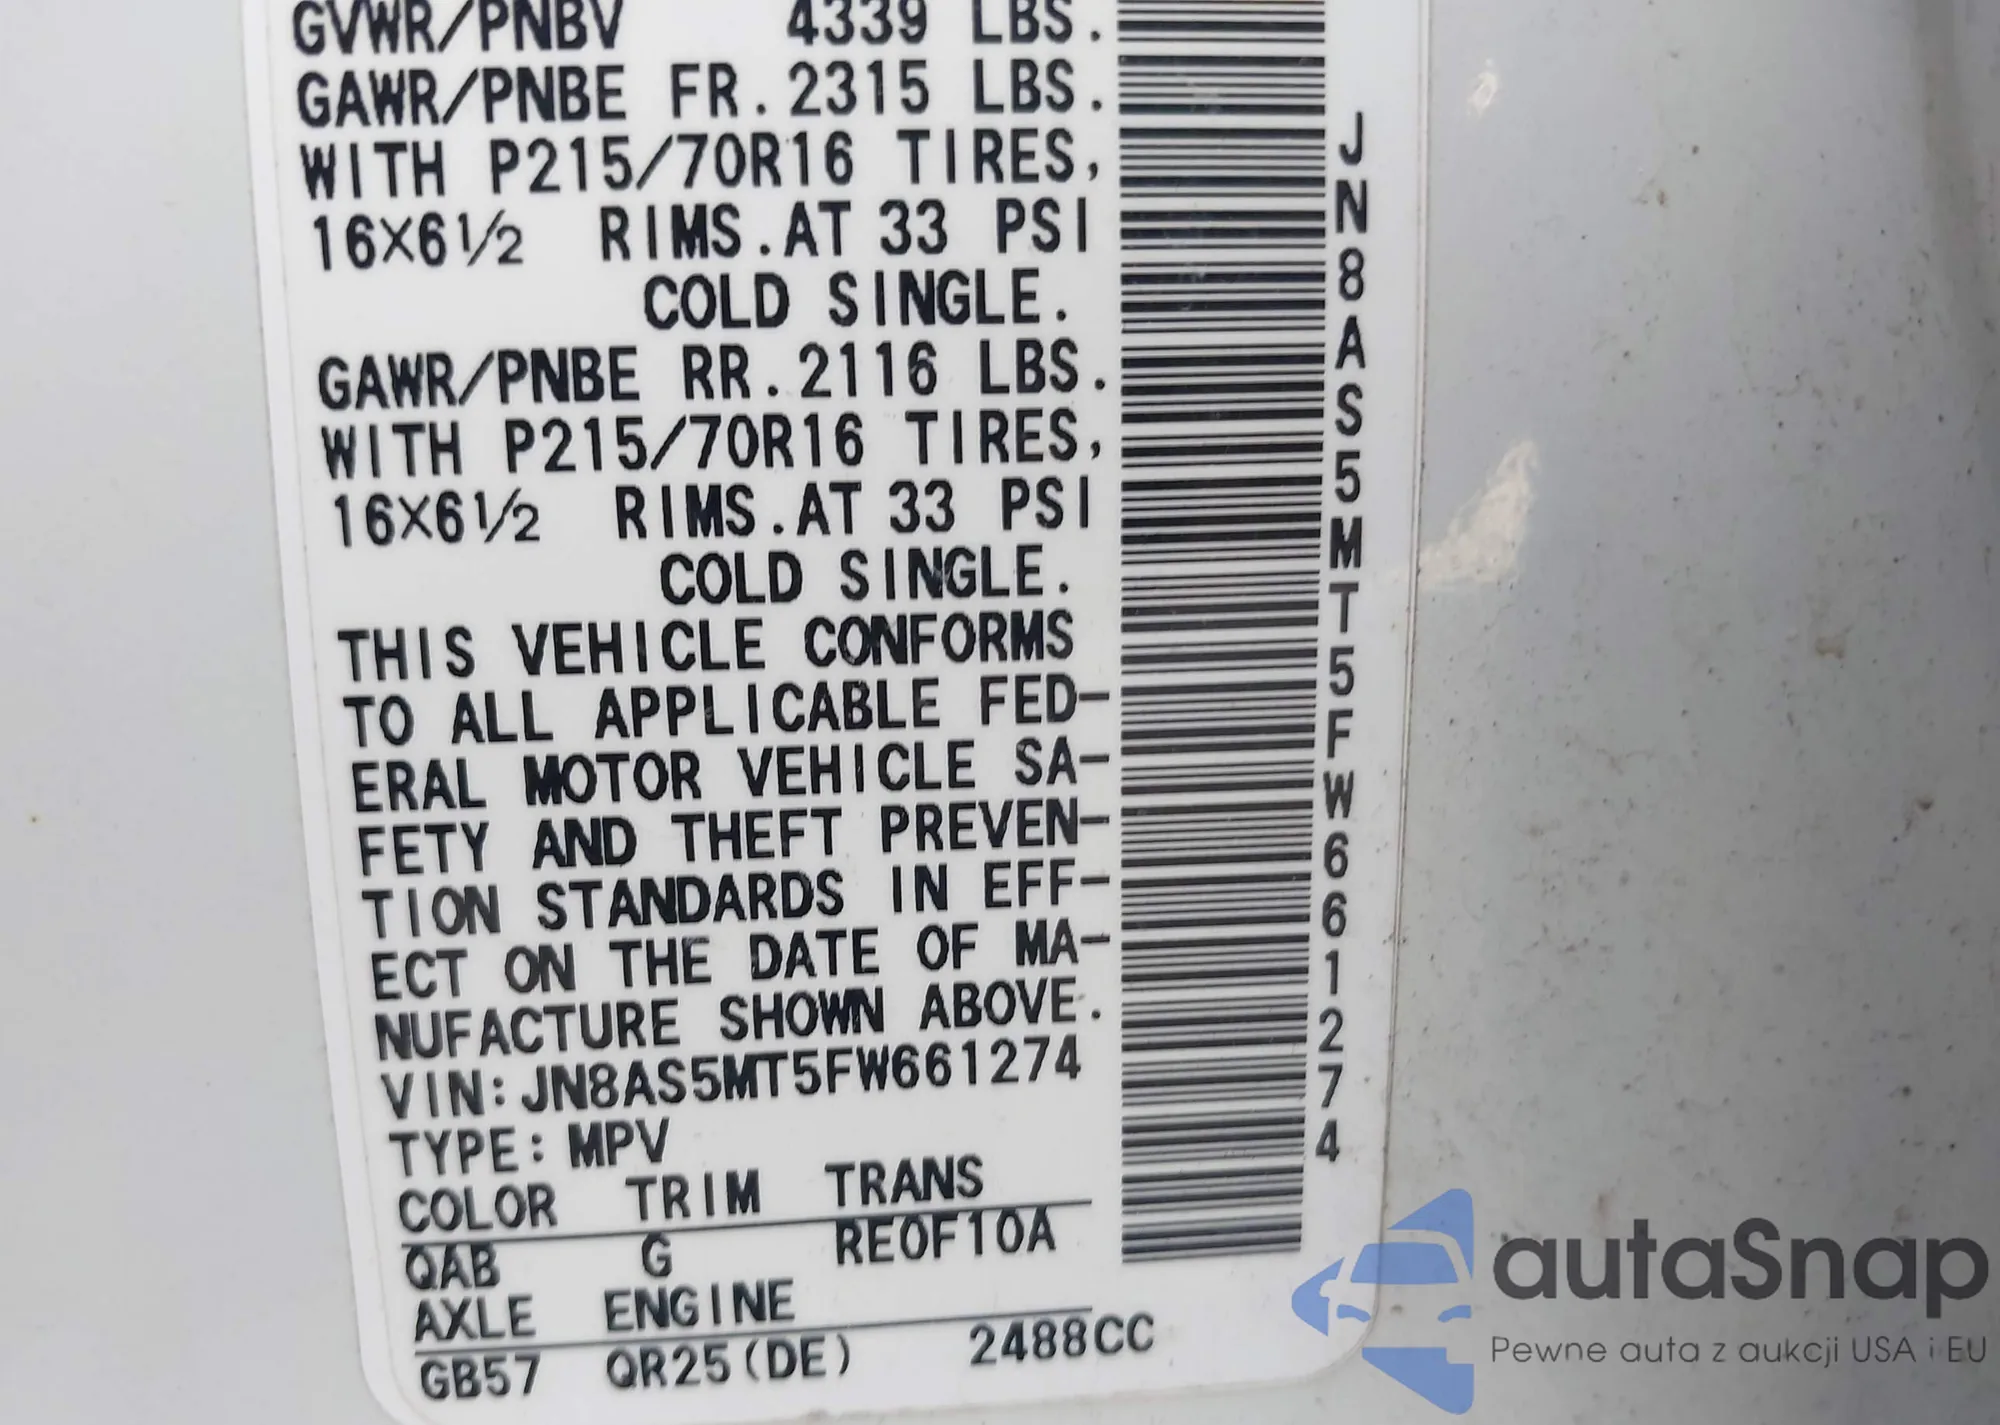 GVWR/PNBV 4339 LBS.
GAWR/PNBE FR. 2315 LBS.
WITH P215/70R16 TIRES,
16X6½ RIMS. AT 33 PSI
COLD SINGLE.
GAWR/PNBE RR. 2116 LBS.
WITH P215/70R16 TIRES,
16X6½ RIMS. AT 33 PSI
COLD SINGLE.
THIS VEHICLE CONFORMS
TO ALL APPLICABLE FED-
ERAL MOTOR VEHICLE SA-
FETY AND THEFT PREVEN-
TION STANDARDS IN EFF-
ECT ON THE DATE OF MA-
NUFACTURE SHOWN ABOVE.
VIN: JN8AS5MT5FW661274
TYPE: MPV
COLOR TRIM TRANS
QAB G RE0F10A
AXLE ENGINE
GB57 QR25(DE) 2488CC
JN8AS5MT5FW661274
autaSnap
Pewne auta z aukcji USA i EU